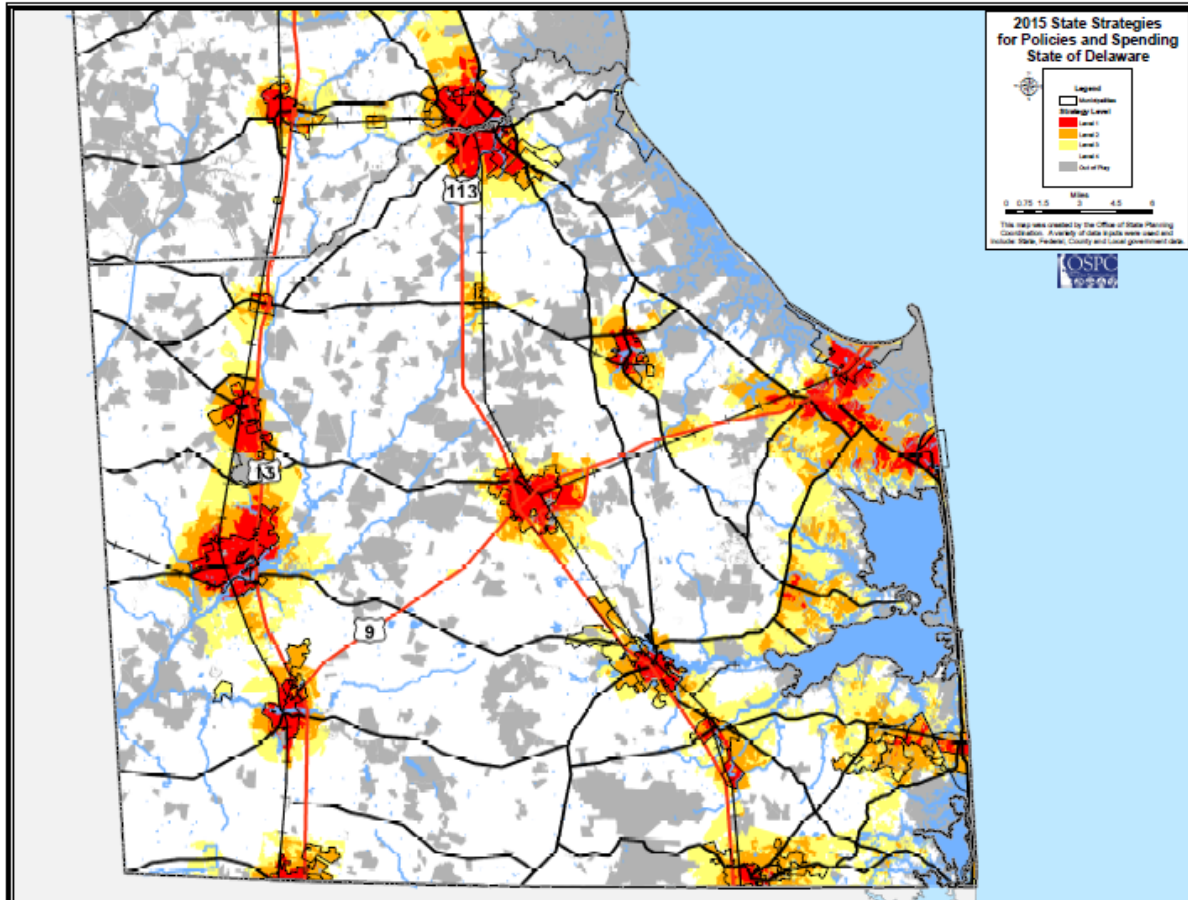 2015 State Strategies
for Policies and Spending
State of Delaware
Legend
Municipalities
Strategy Level
Level 1
Level 2
Level 3
Level 4
Out of Play
Miles
0 0.75 1.5 3 4.5 6
This map was created by the Office of State Planning
Coordination. A variety of data inputs were used and
include: State, Federal, County and Local government data.
OSPC
113
13
9